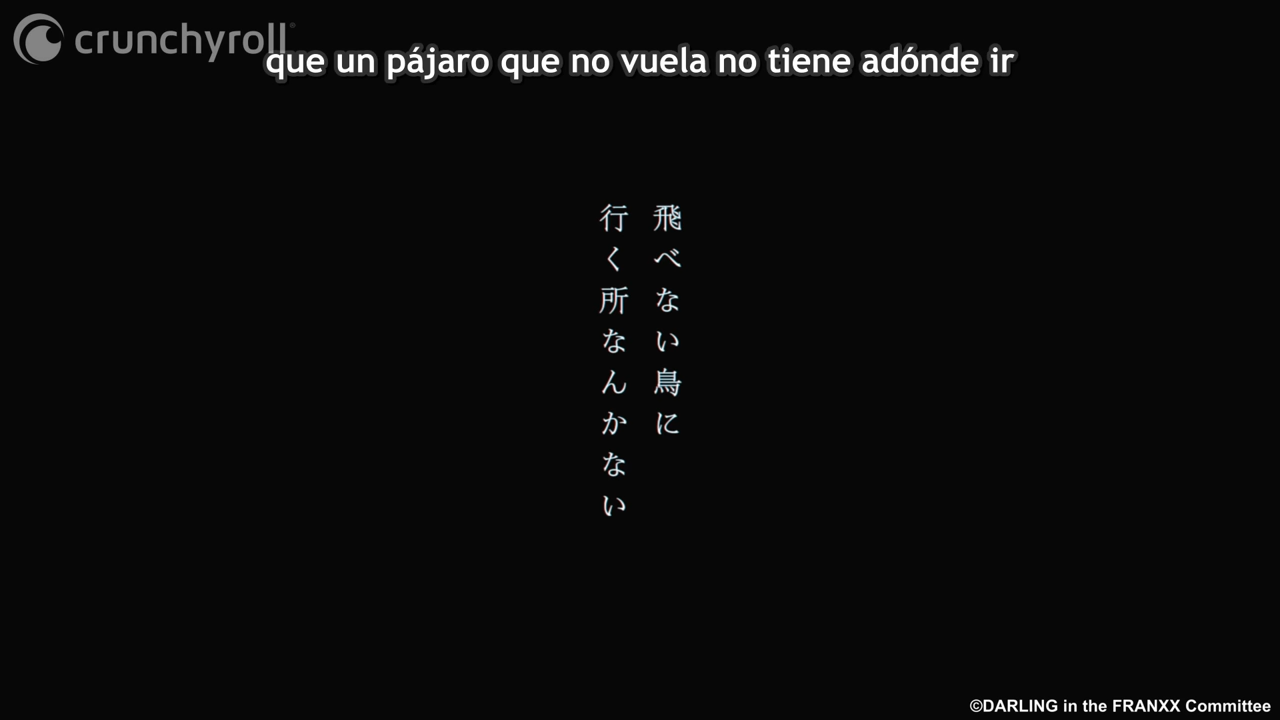 crunchyroll
que un pájaro que no vuela no tiene adónde ir
飛べない鳥に
行く所なんかない
©DARLING in the FRANXX Committee